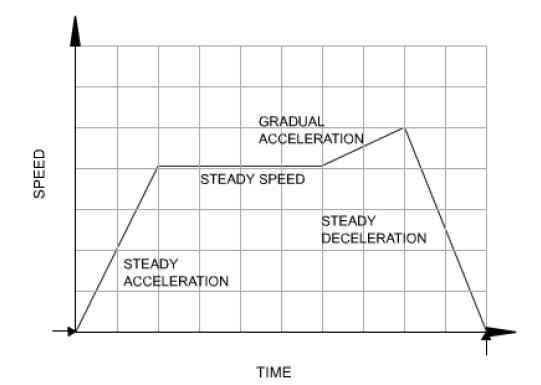 GRADUAL
ACCELERATION
STEADY SPEED
SPEED
STEADY
DECELERATION
STEADY
ACCELERATION
TIME